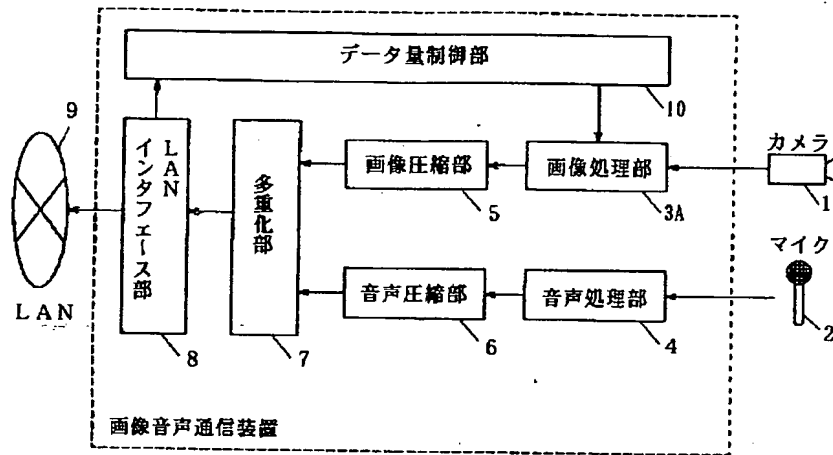 データ量制御部
10
9
LAN
インタフェース部
8
多重化部
7
画像圧縮部
5
画像処理部
3A
カメラ
1
マイク
2
音声圧縮部
6
音声処理部
4
LAN
画像音声通信装置